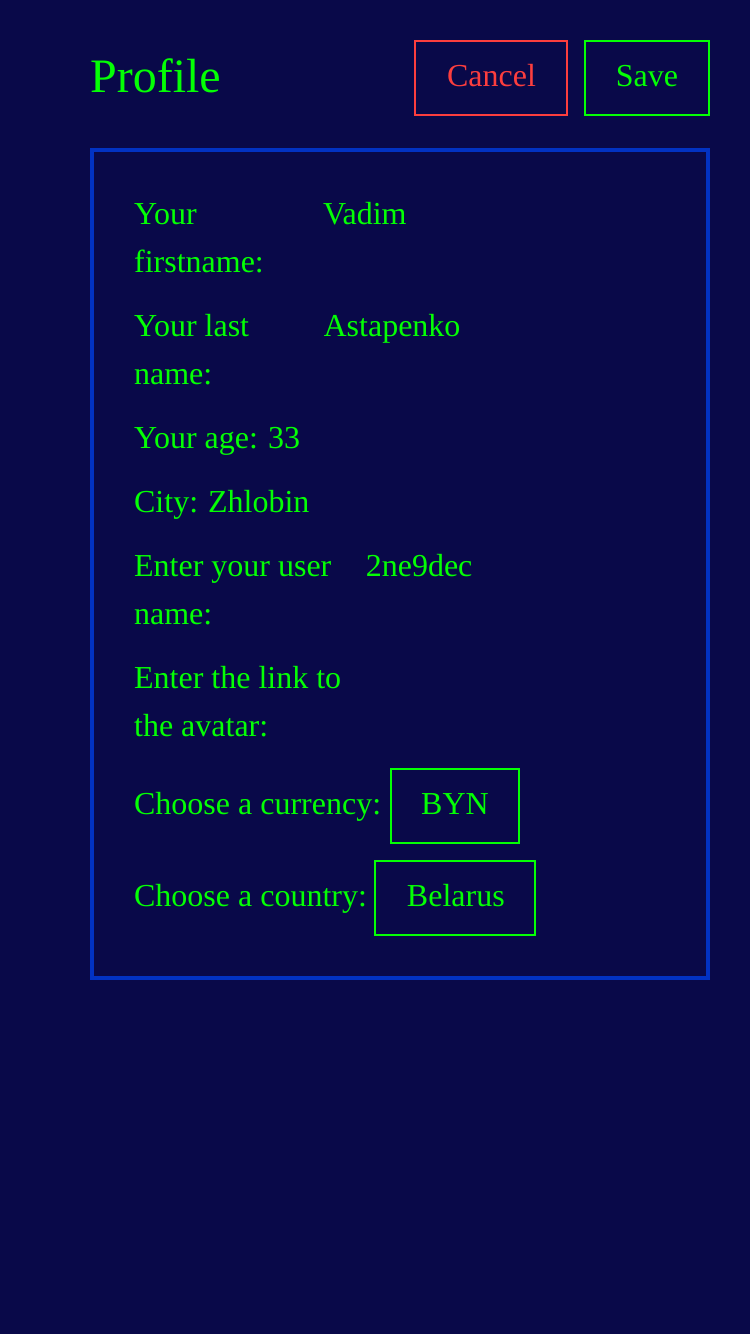 Profile Cancel Save
Your Vadim
firstname:
Your last Astapenko
name:
Your age: 33
City: Zhlobin
Enter your user 2ne9dec
name:
Enter the link to
the avatar:
Choose a currency: BYN
Choose a country: Belarus